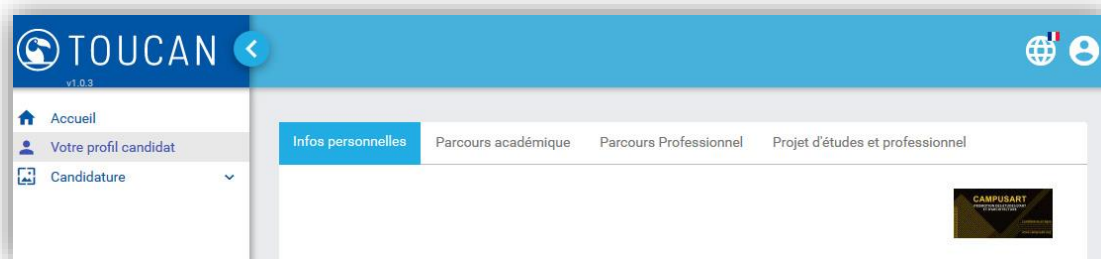 TOUCAN
v1.0.3
Accueil
Votre profil candidat
Candidature
Infos personnelles
Parcours académique
Parcours Professionnel
Projet d'études et professionnel
CAMPUSART